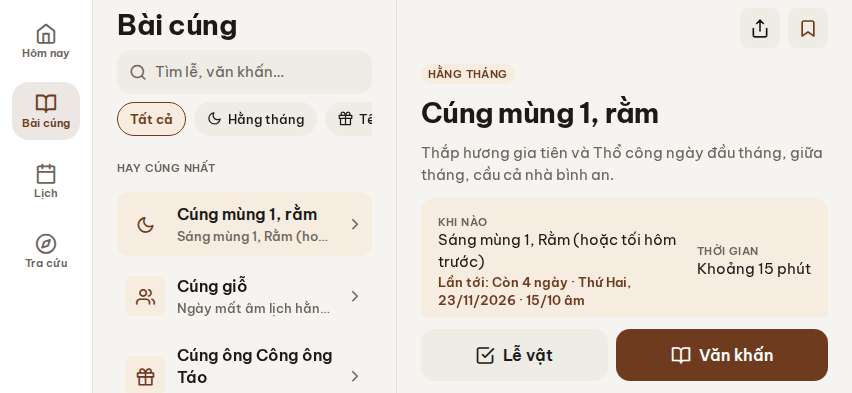 Hôm nay
Bài cúng
Lịch
Tra cứu
Bài cúng
Tìm lễ, văn khấn...
Tất cả
Hằng tháng
HAY CÚNG NHẤT
Cúng mùng 1, rằm
Sáng mùng 1, Rằm (ho...
Cúng giỗ
Ngày mất âm lịch hằn...
Cúng ông Công ông
Táo
HẰNG THÁNG
Cúng mùng 1, rằm
Thắp hương gia tiên và Thổ công ngày đầu tháng, giữa
tháng, cầu cả nhà bình an.
KHI NÀO
Sáng mùng 1, Rằm (hoặc tối hôm
trước)
Lần tới: Còn 4 ngày · Thứ Hai,
23/11/2026 · 15/10 âm
THỜI GIAN
Khoảng 15 phút
Lễ vật
Văn khấn